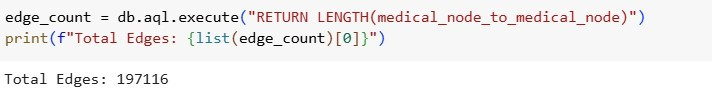 edge_count = db.aql.execute("RETURN LENGTH(medical_node_to_medical_node)")
print(f"Total Edges: {list(edge_count)[0]}")
Total Edges: 197116